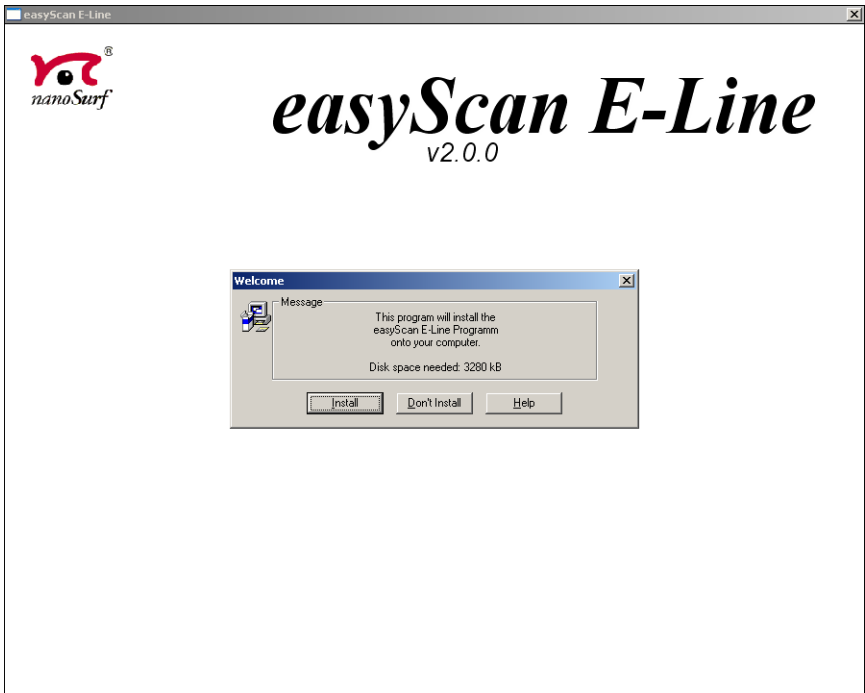 easyScan E-Line
®
nanoSurf
easyScan E-Line
v2.0.0
Welcome
Message
This program will install the
easyScan E-Line Programm
onto your computer.
Disk space needed: 3280 kB
Install
Don't Install
Help